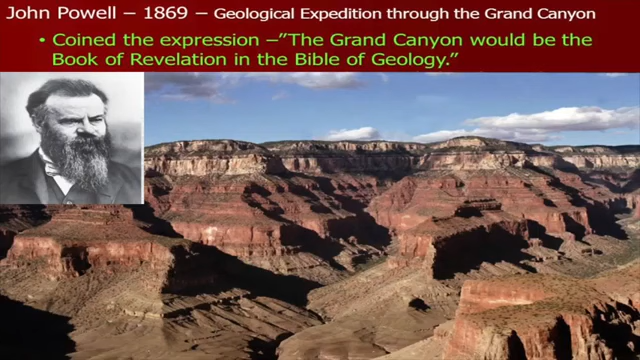 John Powell – 1869 – Geological Expedition through the Grand Canyon
• Coined the expression –”The Grand Canyon would be the
Book of Revelation in the Bible of Geology.”